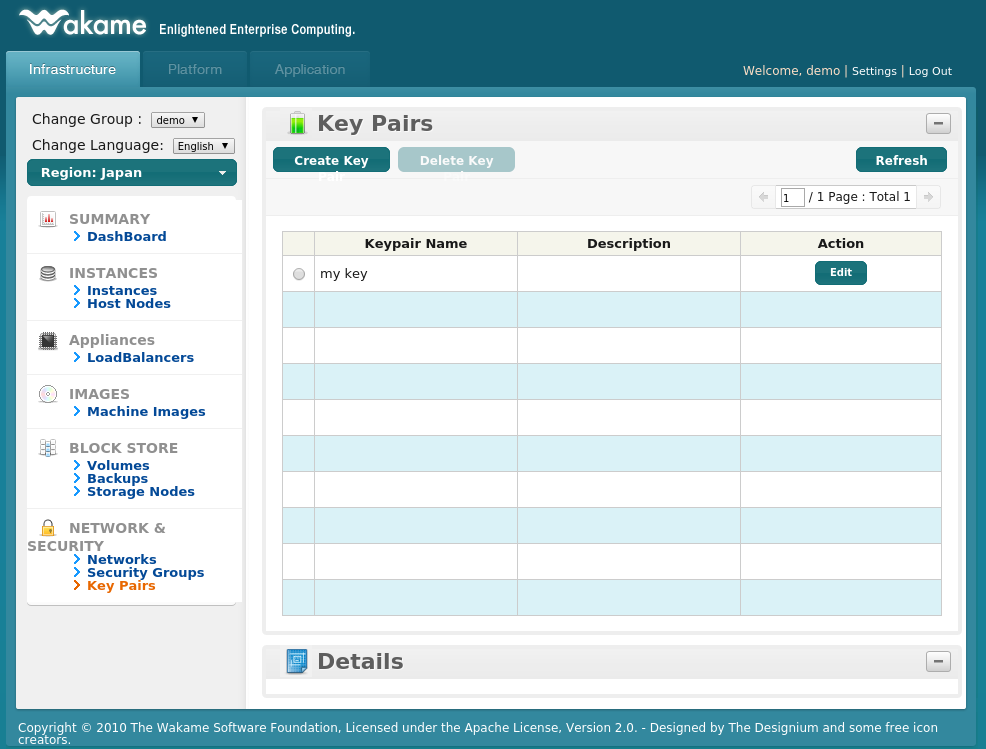 Wakame Enlightened Enterprise Computing.
Infrastructure Platform Application
Welcome, demo | Settings | Log Out
Change Group : demo ▼
Change Language: English ▼
Region: Japan
SUMMARY
DashBoard
INSTANCES
Instances
Host Nodes
Appliances
LoadBalancers
IMAGES
Machine Images
BLOCK STORE
Volumes
Backups
Storage Nodes
NETWORK &
SECURITY
Networks
Security Groups
Key Pairs
Key Pairs
Create Key Pair
Delete Key
Refresh
1 / 1 Page : Total 1
Keypair Name Description Action
my key Edit
Details
Copyright © 2010 The Wakame Software Foundation, Licensed under the Apache License, Version 2.0. - Designed by The Designium and some free icon
creators.